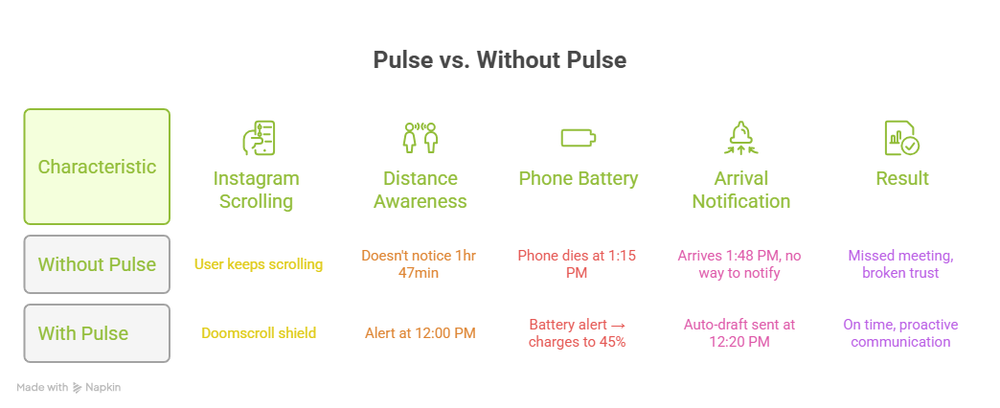 Pulse vs. Without Pulse
Characteristic
Instagram
Scrolling
Distance
Awareness
Phone Battery
Arrival
Notification
Result
Without Pulse
User keeps scrolling
Doesn't notice 1hr
47min
Phone dies at 1:15
PM
Arrives 1:48 PM, no
way to notify
Missed meeting,
broken trust
With Pulse
Doomscroll shield
Alert at 12:00 PM
Battery alert →
charges to 45%
Auto-draft sent at
12:20 PM
On time, proactive
communication
Made with Napkin